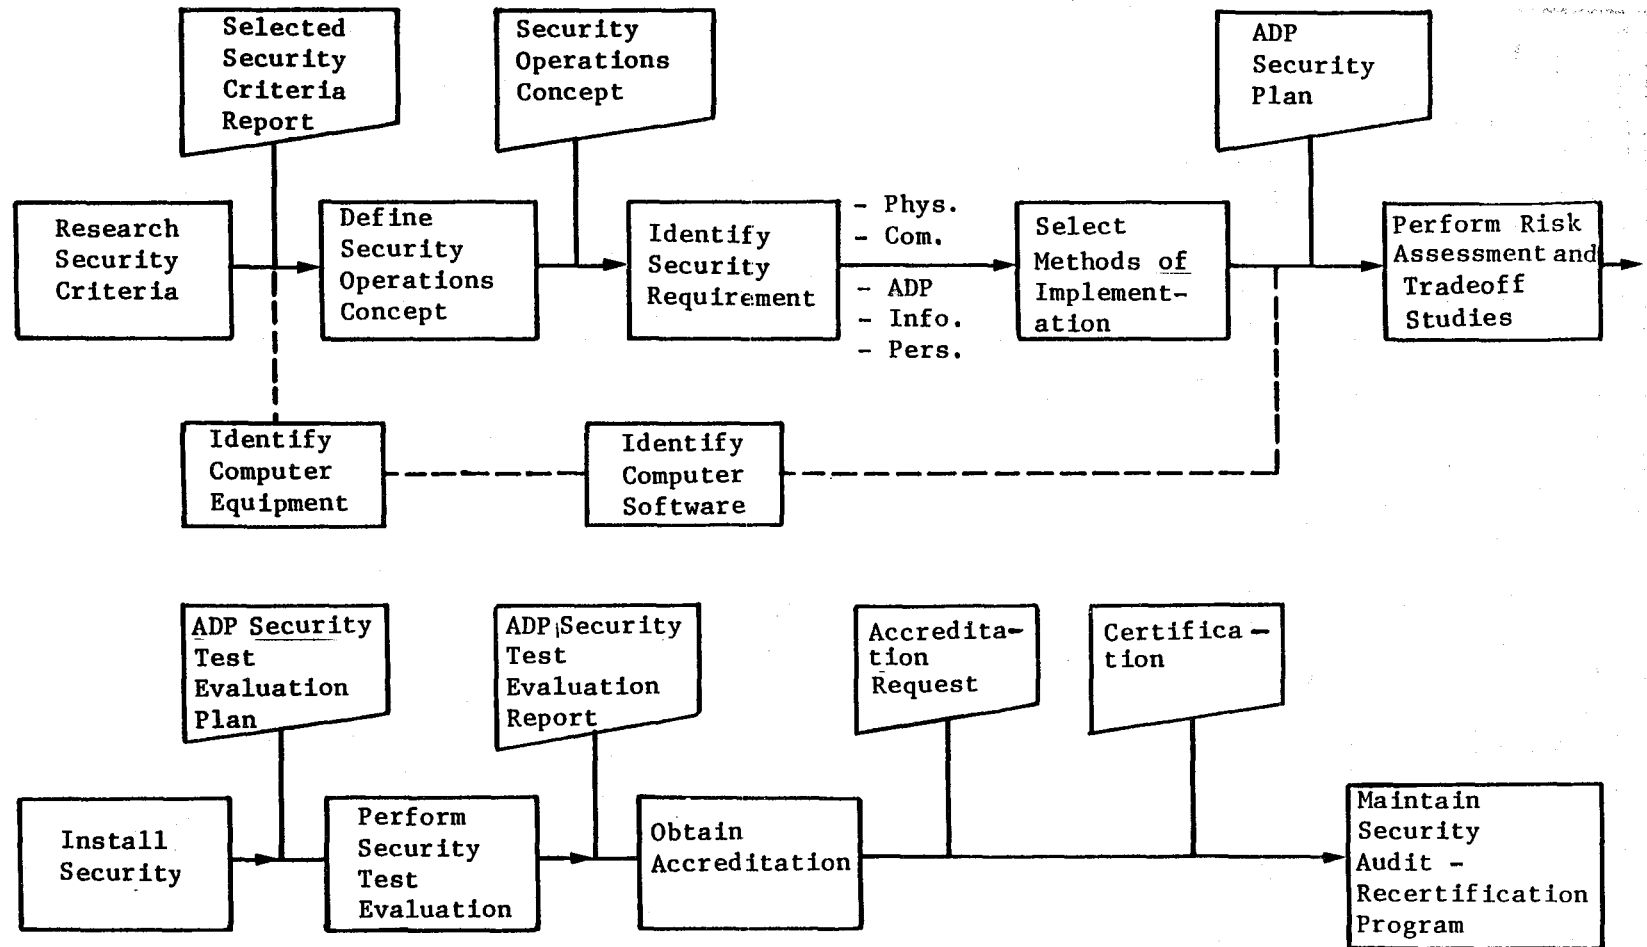 Selected
Security
Criteria
Report
Security
Operations
Concept
ADP
Security
Plan
Research
Security
Criteria
Define
Security
Operations
Concept
Identify
Security
Requirement
- Phys.
- Com.
- ADP
- Info.
- Pers.
Select
Methods of
Implement-
ation
Perform Risk
Assessment and
Tradeoff
Studies
Identify
Computer
Equipment
Identify
Computer
Software
ADP Security
Test
Evaluation
Plan
ADP Security
Test
Evaluation
Report
Accredita-
tion
Request
Certifica-
tion
Install
Security
Perform
Security
Test
Evaluation
Obtain
Accreditation
Maintain
Security
Audit -
Recertification
Program